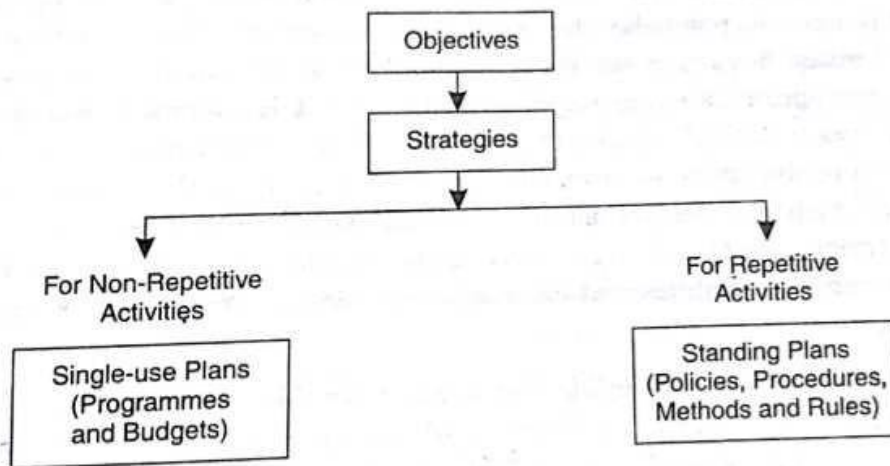 Objectives
Strategies
For Non-Repetitive
Activities
Single-use Plans
(Programmes
and Budgets)
For Repetitive
Activities
Standing Plans
(Policies, Procedures,
Methods and Rules)